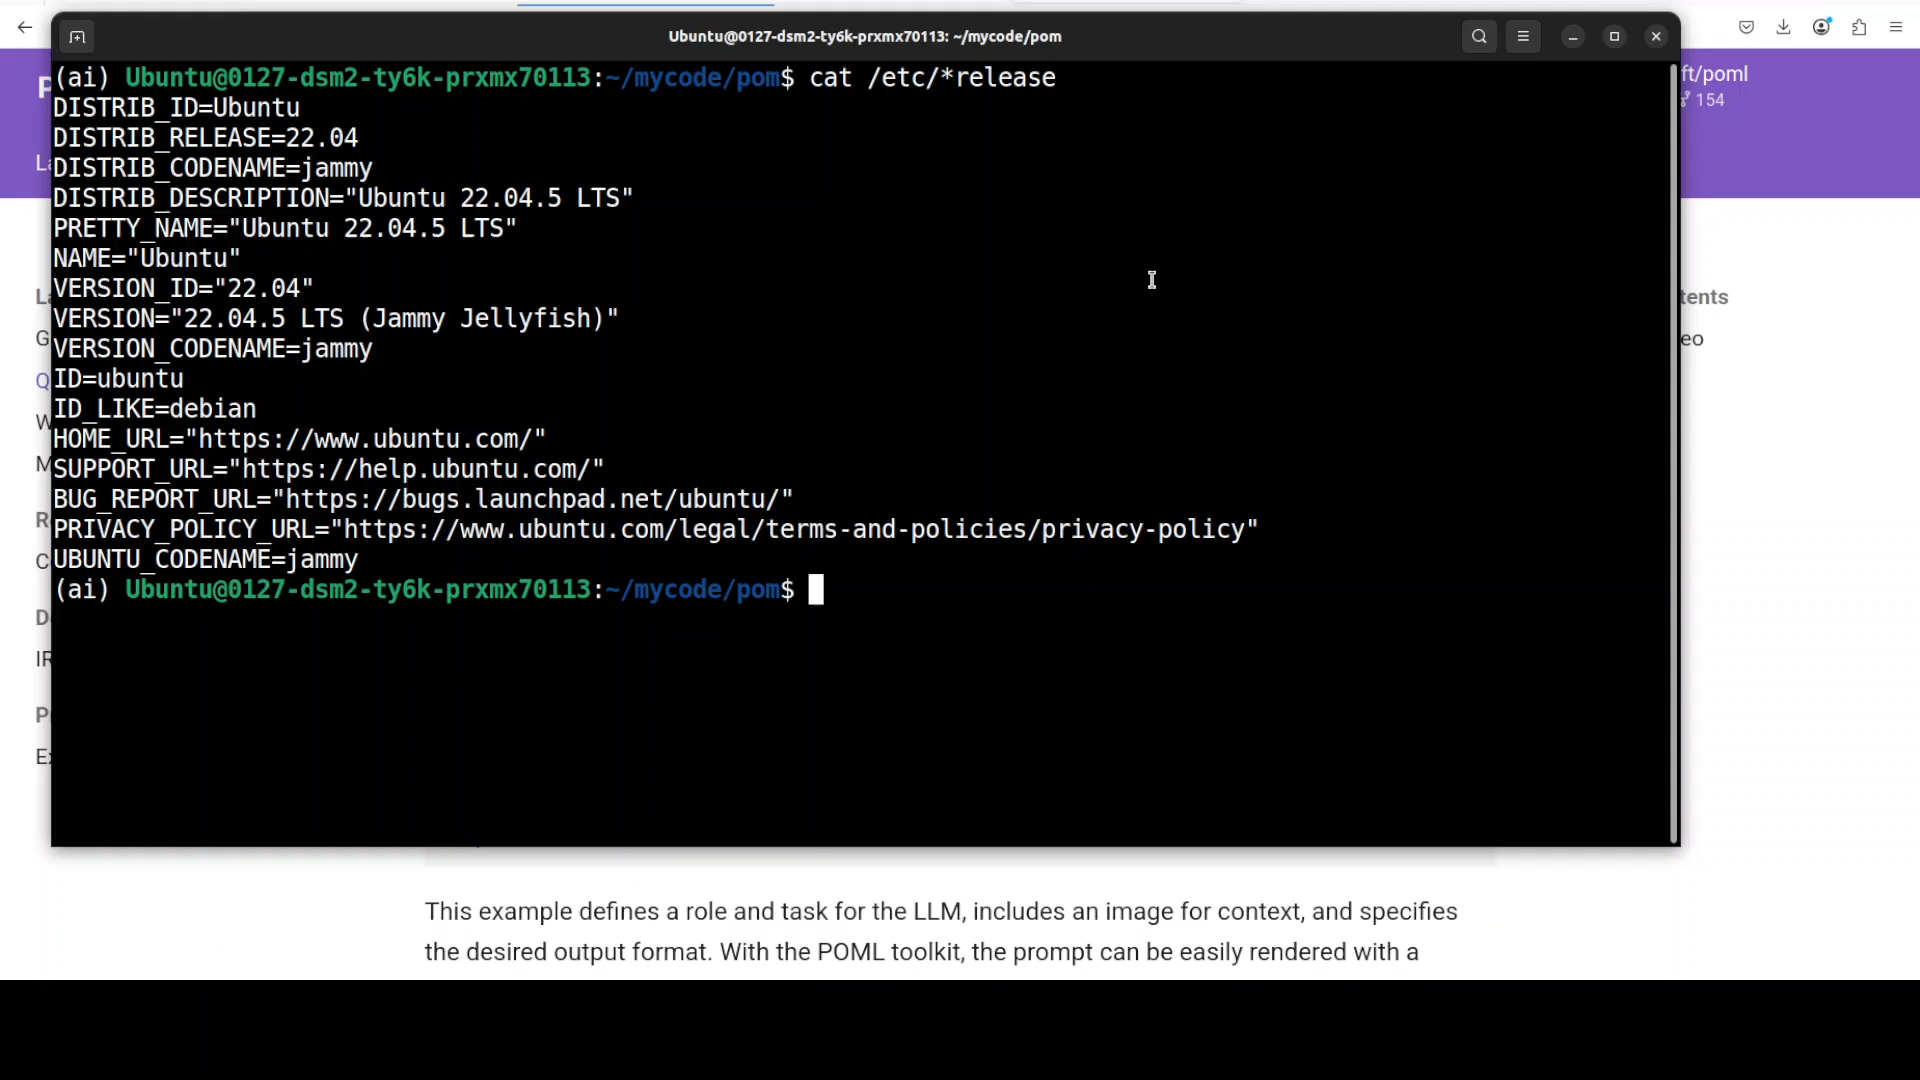 Ubuntu@0127-dsm2-ty6k-prxmx70113: ~/mycode/pom
(ai) Ubuntu@0127-dsm2-ty6k-prxmx70113:~/mycode/pom$ cat /etc/*release
DISTRIB_ID=Ubuntu
DISTRIB_RELEASE=22.04
DISTRIB_CODENAME=jammy
DISTRIB_DESCRIPTION="Ubuntu 22.04.5 LTS"
PRETTY_NAME="Ubuntu 22.04.5 LTS"
NAME="Ubuntu"
VERSION_ID="22.04"
VERSION="22.04.5 LTS (Jammy Jellyfish)"
VERSION_CODENAME=jammy
ID=ubuntu
ID_LIKE=debian
HOME_URL="https://www.ubuntu.com/"
SUPPORT_URL="https://help.ubuntu.com/"
BUG_REPORT_URL="https://bugs.launchpad.net/ubuntu/"
PRIVACY_POLICY_URL="https://www.ubuntu.com/legal/terms-and-policies/privacy-policy"
UBUNTU_CODENAME=jammy
(ai) Ubuntu@0127-dsm2-ty6k-prxmx70113:~/mycode/pom$
ft/poml
154
tents
eo
This example defines a role and task for the LLM, includes an image for context, and specifies
the desired output format. With the POML toolkit, the prompt can be easily rendered with a